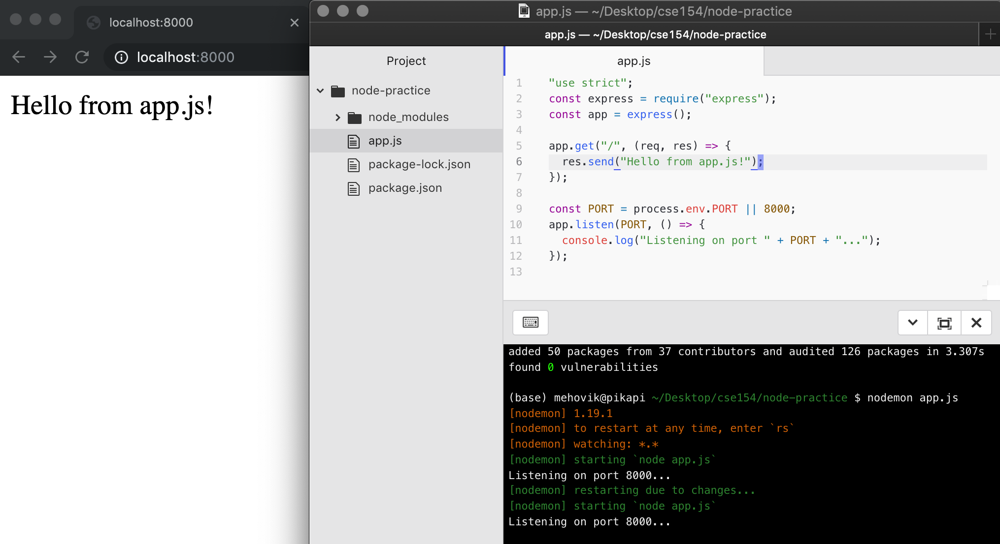 localhost:8000
localhost:8000
Hello from app.js!
app.js — ~/Desktop/cse154/node-practice
app.js — ~/Desktop/cse154/node-practice
Project
node-practice
node_modules
app.js
package-lock.json
package.json
app.js
1 "use strict";
2 const express = require("express");
3 const app = express();
4
5 app.get("/", (req, res) => {
6   res.send("Hello from app.js!");
7 });
8
9 const PORT = process.env.PORT || 8000;
10 app.listen(PORT, () => {
11   console.log("Listening on port " + PORT + "...");
12 });
13
added 50 packages from 37 contributors and audited 126 packages in 3.307s
found 0 vulnerabilities
(base) mehovik@pikapi ~/Desktop/cse154/node-practice $ nodemon app.js
[nodemon] 1.19.1
[nodemon] to restart at any time, enter `rs`
[nodemon] watching: *.*
[nodemon] starting `node app.js`
Listening on port 8000...
[nodemon] restarting due to changes...
[nodemon] starting `node app.js`
Listening on port 8000...